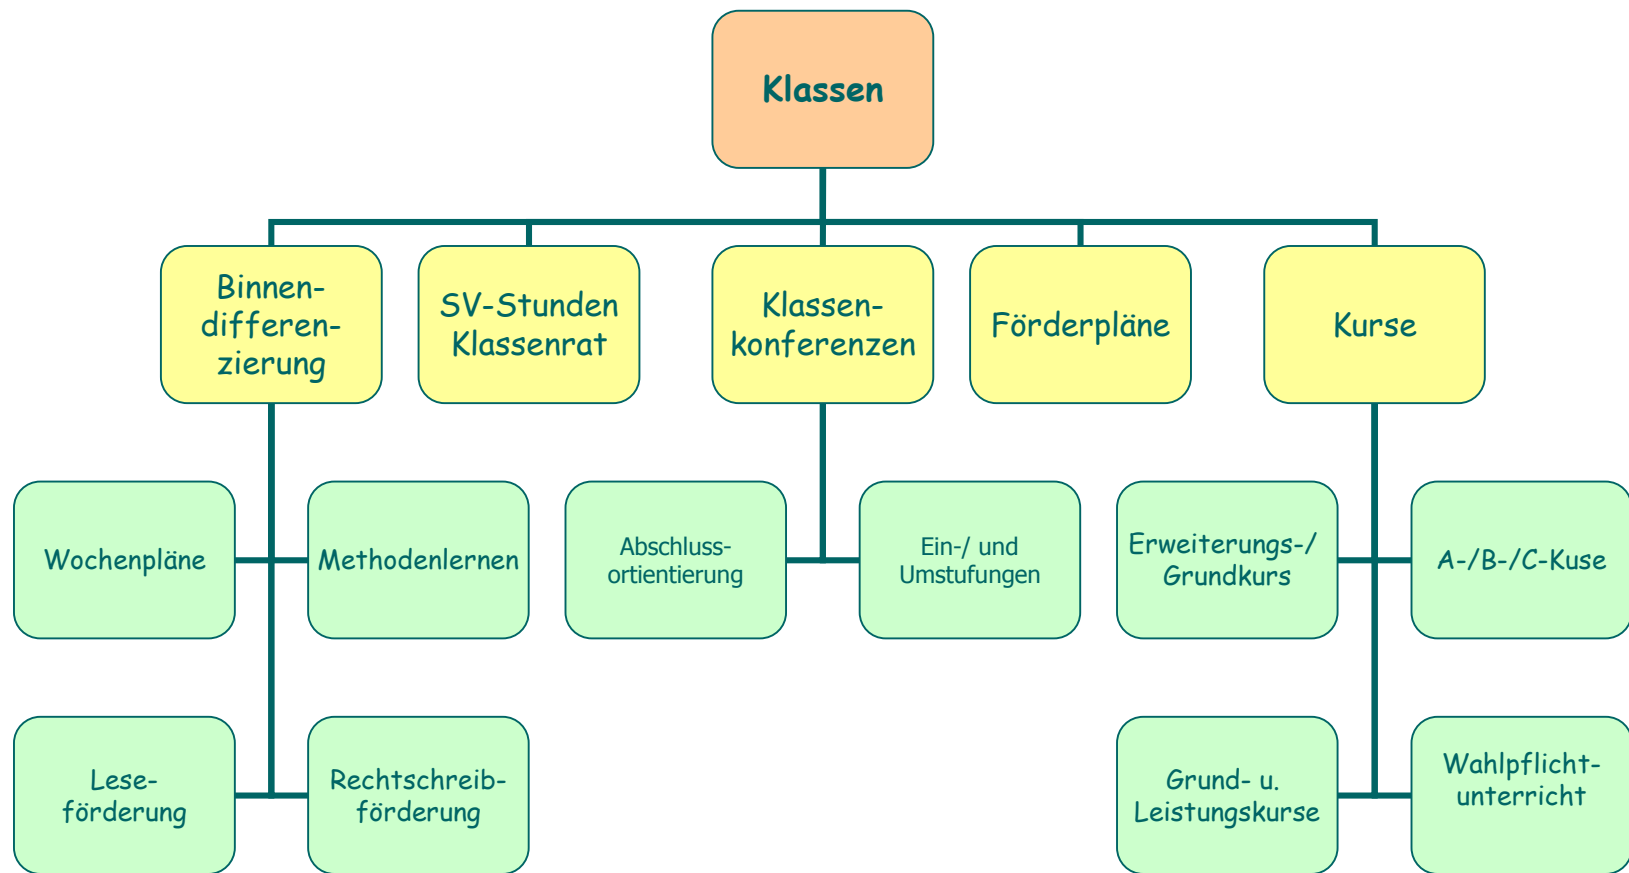 Klassen
Binnen-
differen-
zierung
SV-Stunden
Klassenrat
Klassen-
konferenzen
Förderpläne
Kurse
Wochenpläne
Methodenlernen
Abschluss-
ortientierung
Ein-/ und
Umstufungen
Erweiterungs-/
Grundkurs
A-/B-/C-Kuse
Lese-
förderung
Rechtschreib-
förderung
Grund- u.
Leistungskurse
Wahlpflicht-
unterricht